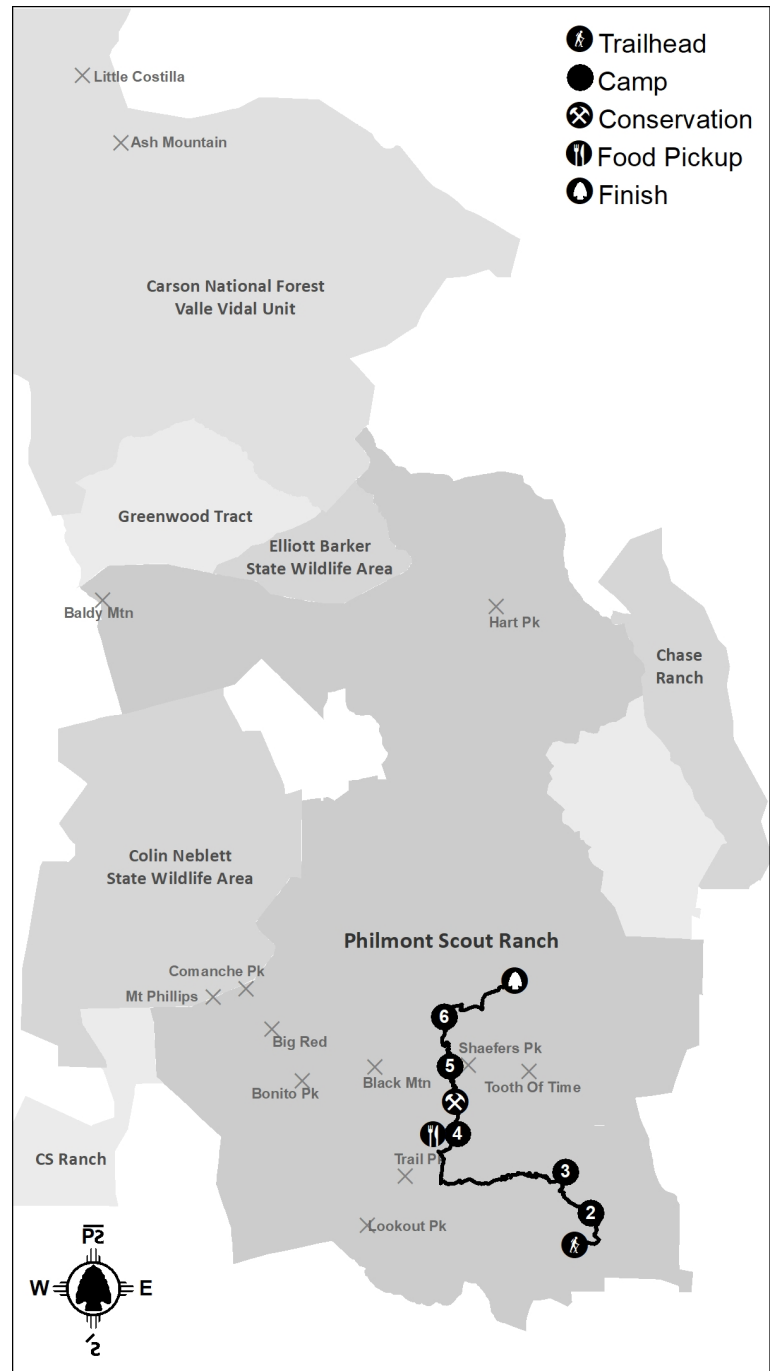 Trailhead
Camp
Conservation
Food Pickup
Finish
Little Costilla
Ash Mountain
Carson National Forest
Valle Vidal Unit
Greenwood Tract
Elliott Barker
State Wildlife Area
Baldy Mtn
Hart Pk
Chase
Ranch
Colin Neblett
State Wildlife Area
Philmont Scout Ranch
Comanche Pk
Mt Phillips
6
Big Red
Shaefers Pk
5
Black Mtn
Tooth Of Time
Bonito Pk
4
CS Ranch
Trail Pk
3
2
Lookout Pk
W
E